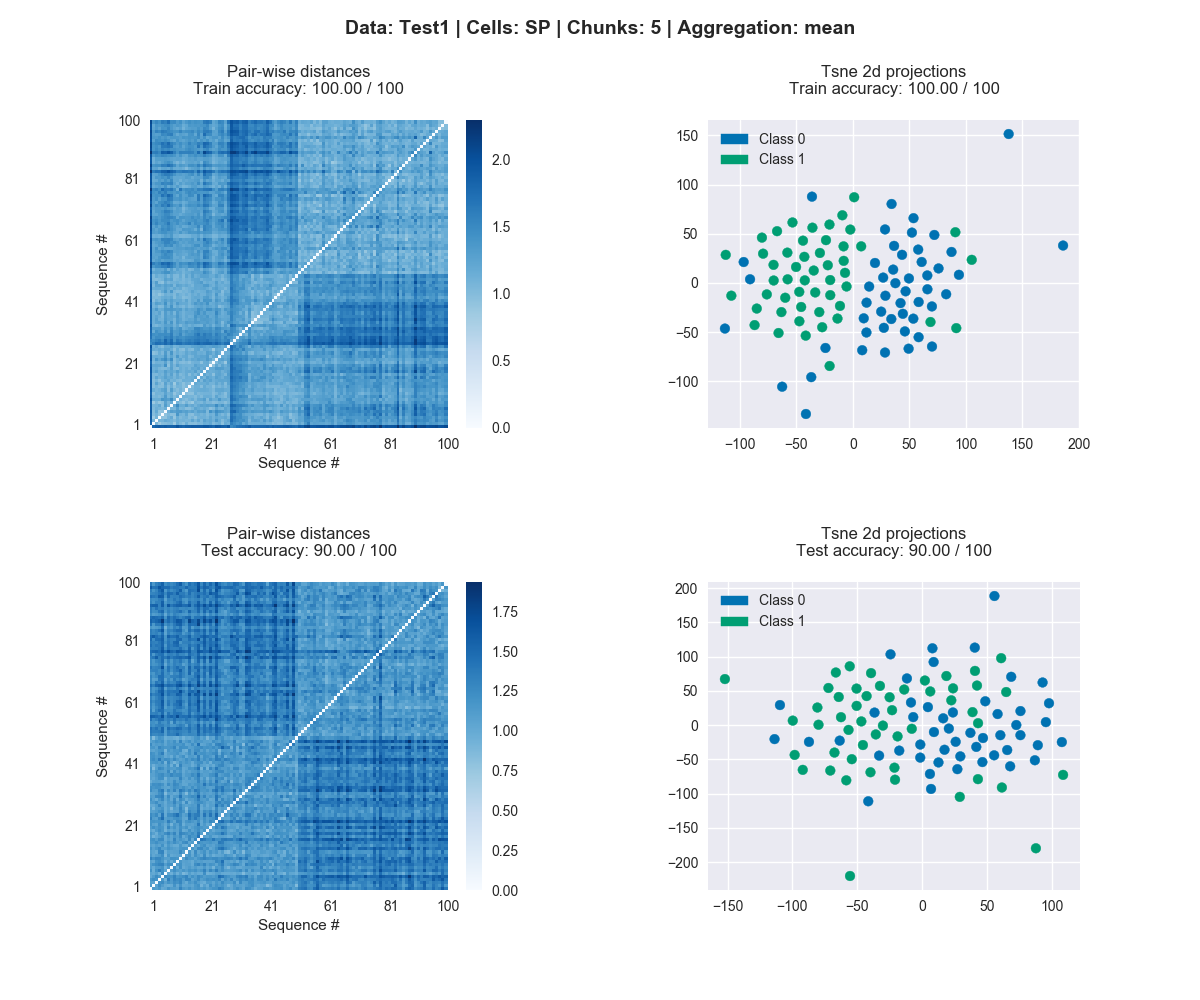 Data: Test1 | Cells: SP | Chunks: 5 | Aggregation: mean
Pair-wise distances
Train accuracy: 100.00 / 100
100
81
61
41
21
1
Sequence #
1 21 41 61 81 100
Sequence #
2.0
1.5
1.0
0.5
0.0
Tsne 2d projections
Train accuracy: 100.00 / 100
Class 0
Class 1
150
100
50
0
−50
−100
−100 −50 0 50 100 150 200
Pair-wise distances
Test accuracy: 90.00 / 100
100
81
61
41
21
1
Sequence #
1 21 41 61 81 100
Sequence #
1.75
1.50
1.25
1.00
0.75
0.50
0.25
0.00
Tsne 2d projections
Test accuracy: 90.00 / 100
Class 0
Class 1
200
150
100
50
0
−50
−100
−150
−200
−150 −100 −50 0 50 100